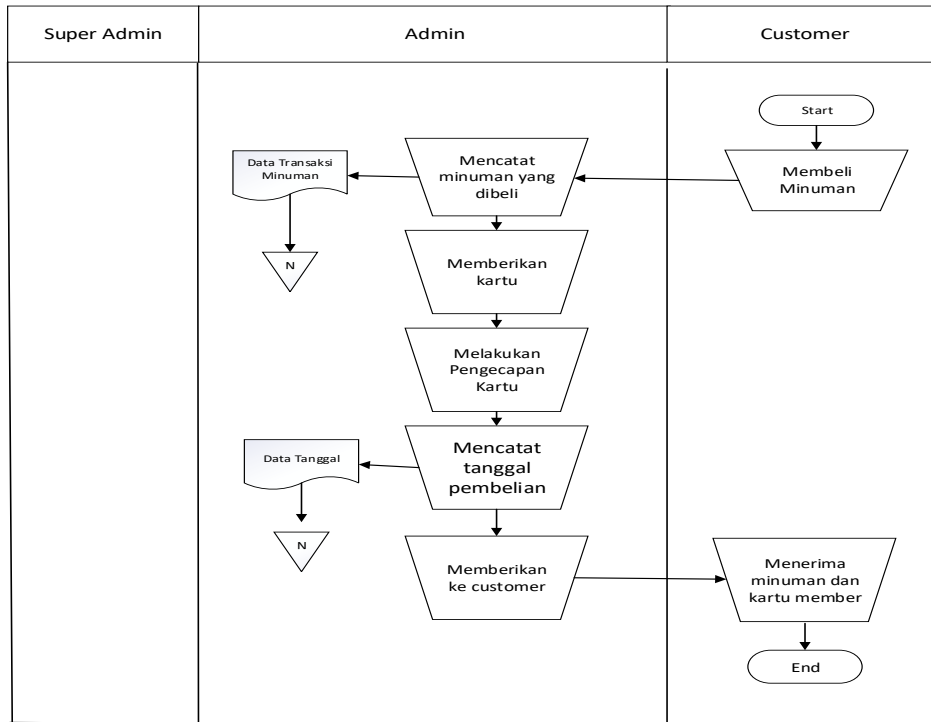 Super Admin
Admin
Customer
Start
Data Transaksi
Minuman
Mencatat
minuman yang
dibeli
Membeli
Minuman
N
Memberikan
kartu
Melakukan
Pengecapan
Kartu
Data Tanggal
Mencatat
tanggal
pembelian
N
Memberikan
ke customer
Menerima
minuman dan
kartu member
End